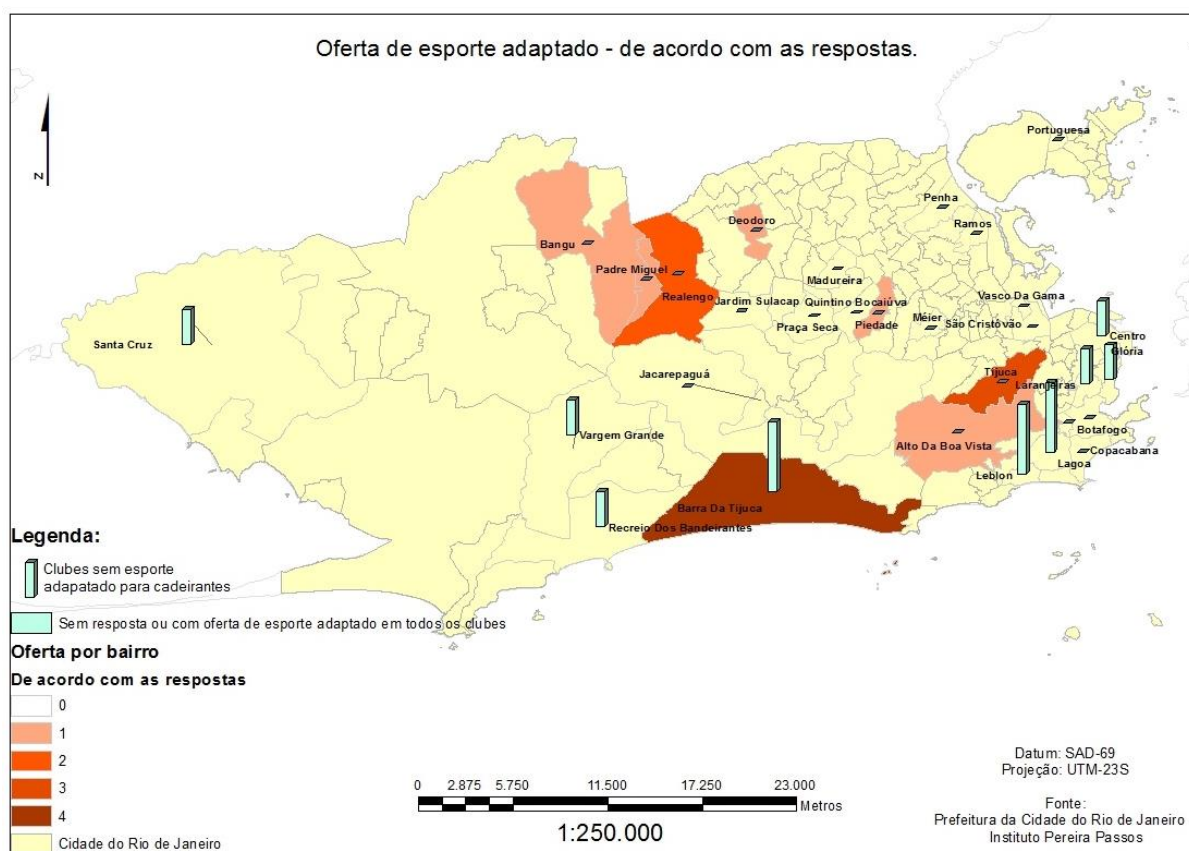 Oferta de esporte adaptado - de acordo com as respostas.
N
Portuguesa
Penha
Ramos
Deodoro
Bangu
Padre Miguel
Realengo
Madureira
Jardim Sulacap
Quintino Bocaiúva
Vasco Da Gama
Praça Seca
Piedade
Méier
São Cristóvão
Centro
Glória
Santa Cruz
Jacarepaguá
Tijuca
Laranjeiras
Vargem Grande
Alto Da Boa Vista
Botafogo
Copacabana
Lagoa
Leblon
Barra Da Tijuca
Recreio Dos Bandeirantes
Legenda:
Clubes sem esporte
adapatado para cadeirantes
Sem resposta ou com oferta de esporte adaptado em todos os clubes
Oferta por bairro
De acordo com as respostas
0
1
2
3
4
Cidade do Rio de Janeiro
0 2.875 5.750 11.500 17.250 23.000
Metros
1:250.000
Datum: SAD-69
Projeção: UTM-23S
Fonte:
Prefeitura da Cidade do Rio de Janeiro
Instituto Pereira Passos